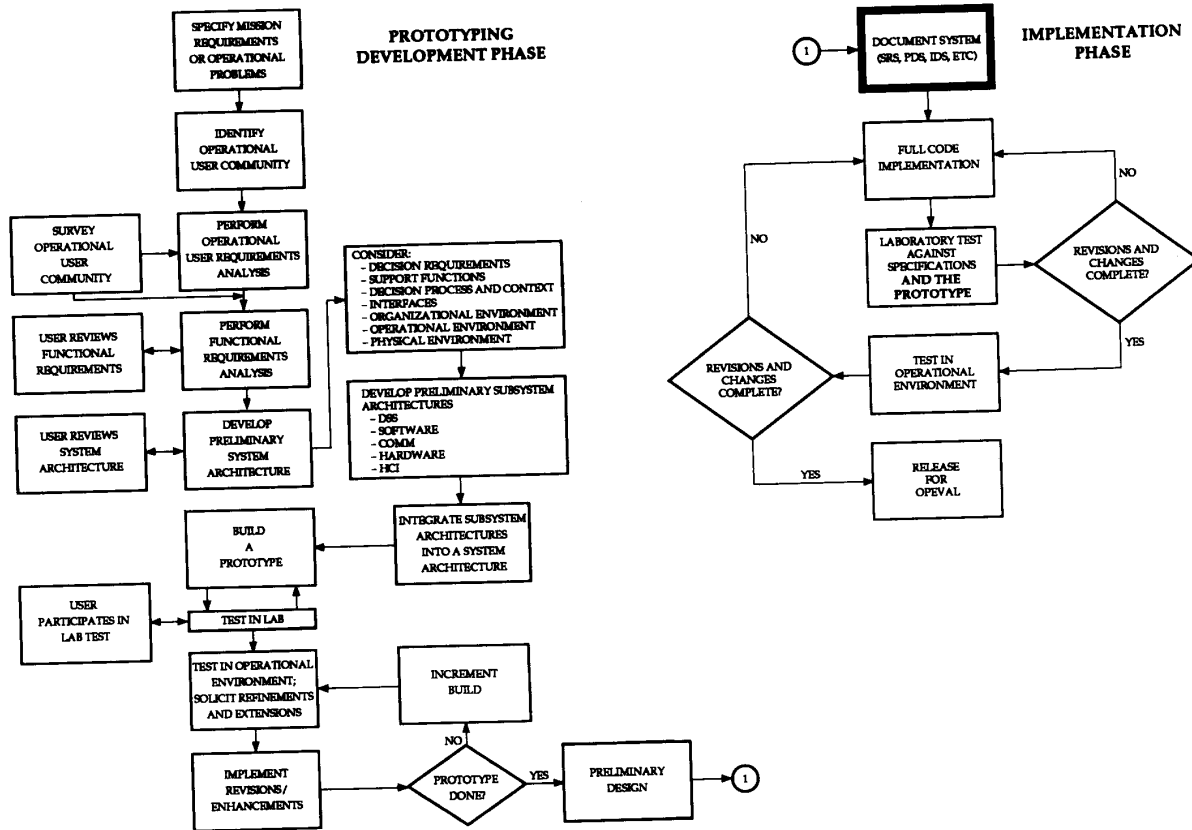 PROTOTYPING
DEVELOPMENT PHASE
SPECIFY MISSION
REQUIREMENTS
OR OPERATIONAL
PROBLEMS
IDENTIFY
OPERATIONAL
USER COMMUNITY
SURVEY
OPERATIONAL
USER
COMMUNITY
PERFORM
OPERATIONAL
USER REQUIREMENTS
ANALYSIS
USER REVIEWS
FUNCTIONAL
REQUIREMENTS
PERFORM
FUNCTIONAL
REQUIREMENTS
ANALYSIS
USER REVIEWS
SYSTEM
ARCHITECTURE
DEVELOP
PRELIMINARY
SYSTEM
ARCHITECTURE
CONSIDER:
– DECISION REQUIREMENTS
– SUPPORT FUNCTIONS
– DECISION PROCESS AND CONTEXT
– INTERFACES
– ORGANIZATIONAL ENVIRONMENT
– OPERATIONAL ENVIRONMENT
– PHYSICAL ENVIRONMENT
DEVELOP PRELIMINARY SUBSYSTEM
ARCHITECTURES
– DSS
– SOFTWARE
– COMM
– HARDWARE
– HCI
INTEGRATE SUBSYSTEM
ARCHITECTURES
INTO A SYSTEM
ARCHITECTURE
BUILD
A
PROTOTYPE
USER
PARTICIPATES IN
LAB TEST
TEST IN LAB
TEST IN OPERATIONAL
ENVIRONMENT;
SOLICIT REFINEMENTS
AND EXTENSIONS
INCREMENT
BUILD
NO
IMPLEMENT
REVISIONS/
ENHANCEMENTS
PROTOTYPE
DONE?
YES
PRELIMINARY
DESIGN
1
IMPLEMENTATION
PHASE
1
DOCUMENT SYSTEM
(SRS, PDS, IDS, ETC)
FULL CODE
IMPLEMENTATION
NO
NO
LABORATORY TEST
AGAINST
SPECIFICATIONS
AND THE
PROTOTYPE
REVISIONS AND
CHANGES
COMPLETE?
YES
TEST IN
OPERATIONAL
ENVIRONMENT
REVISIONS AND
CHANGES
COMPLETE?
YES
RELEASE
FOR
OPEVAL